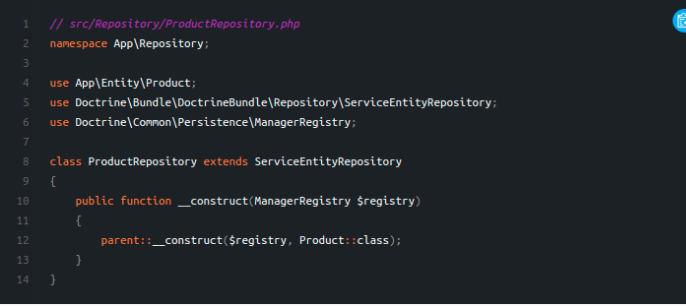 1 // src/Repository/ProductRepository.php
2 namespace App\Repository;
3
4 use App\Entity\Product;
5 use Doctrine\Bundle\DoctrineBundle\Repository\ServiceEntityRepository;
6 use Doctrine\Common\Persistence\ManagerRegistry;
7
8 class ProductRepository extends ServiceEntityRepository
9 {
10     public function __construct(ManagerRegistry $registry)
11     {
12         parent::__construct($registry, Product::class);
13     }
14 }